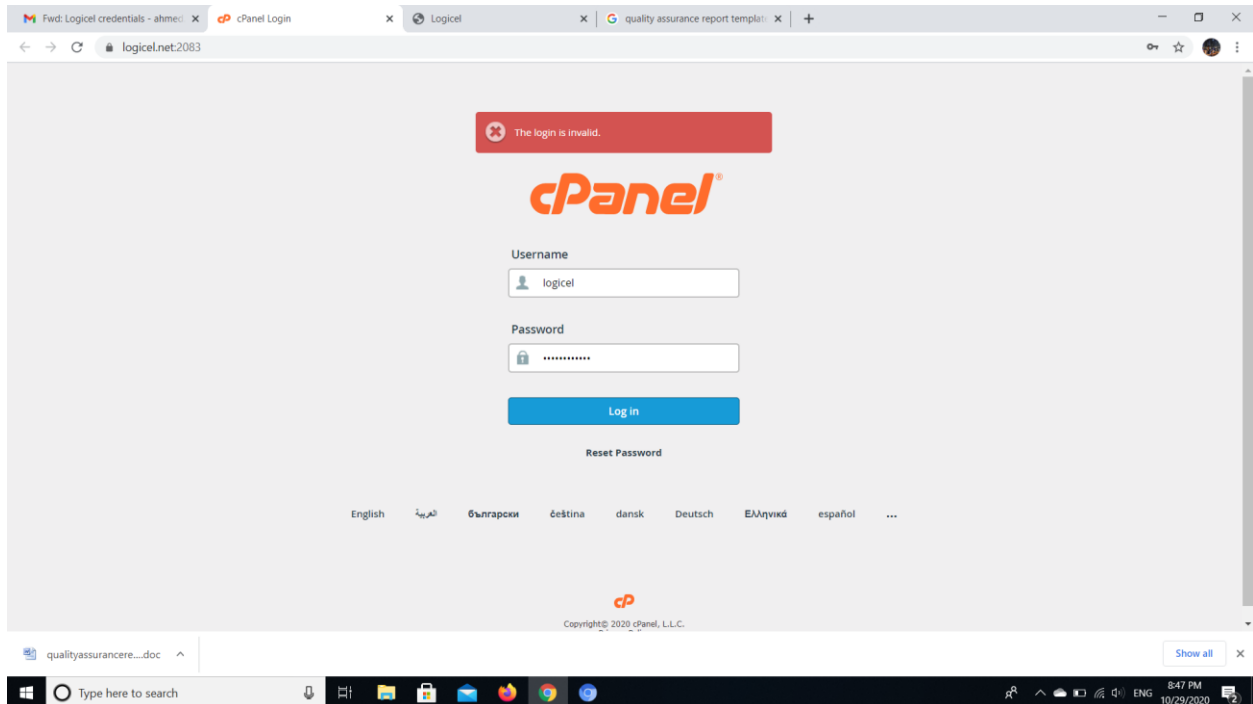 Fwd: Logicel credentials - ahmed.
cPanel Login
Logicel
quality assurance report templat
logicel.net:2083
The login is invalid.
cPanel®
Username
logicel
Password
••••••••••••
Log in
Reset Password
English العربية български čeština dansk Deutsch Ελληνικά español ...
cP
Copyright© 2020 cPanel, L.L.C.
qualityassurancere....doc
Show all
Type here to search
ENG
8:47 PM
10/29/2020
2